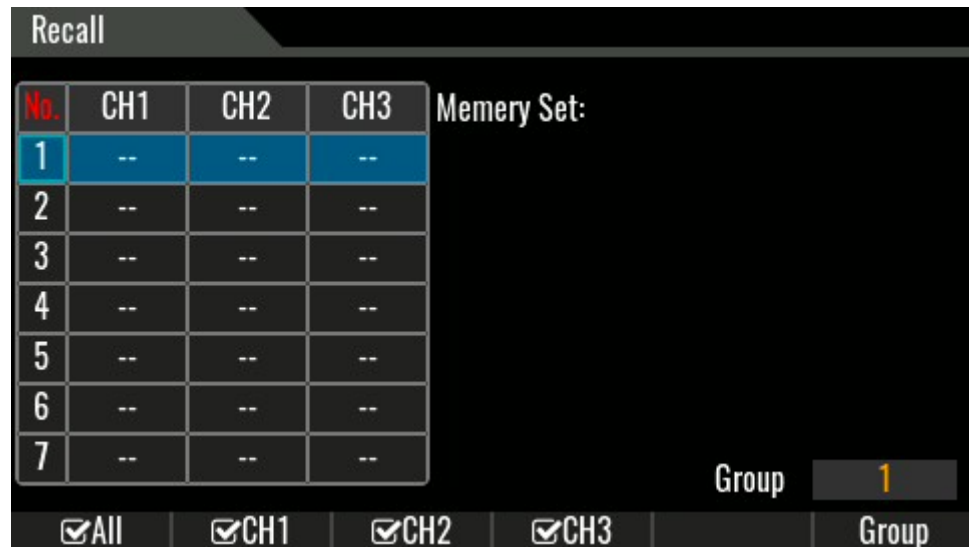 Recall
No. CH1 CH2 CH3 Memery Set:
1 -- -- --
2 -- -- --
3 -- -- --
4 -- -- --
5 -- -- --
6 -- -- --
7 -- -- --
Group 1
All CH1 CH2 CH3 Group